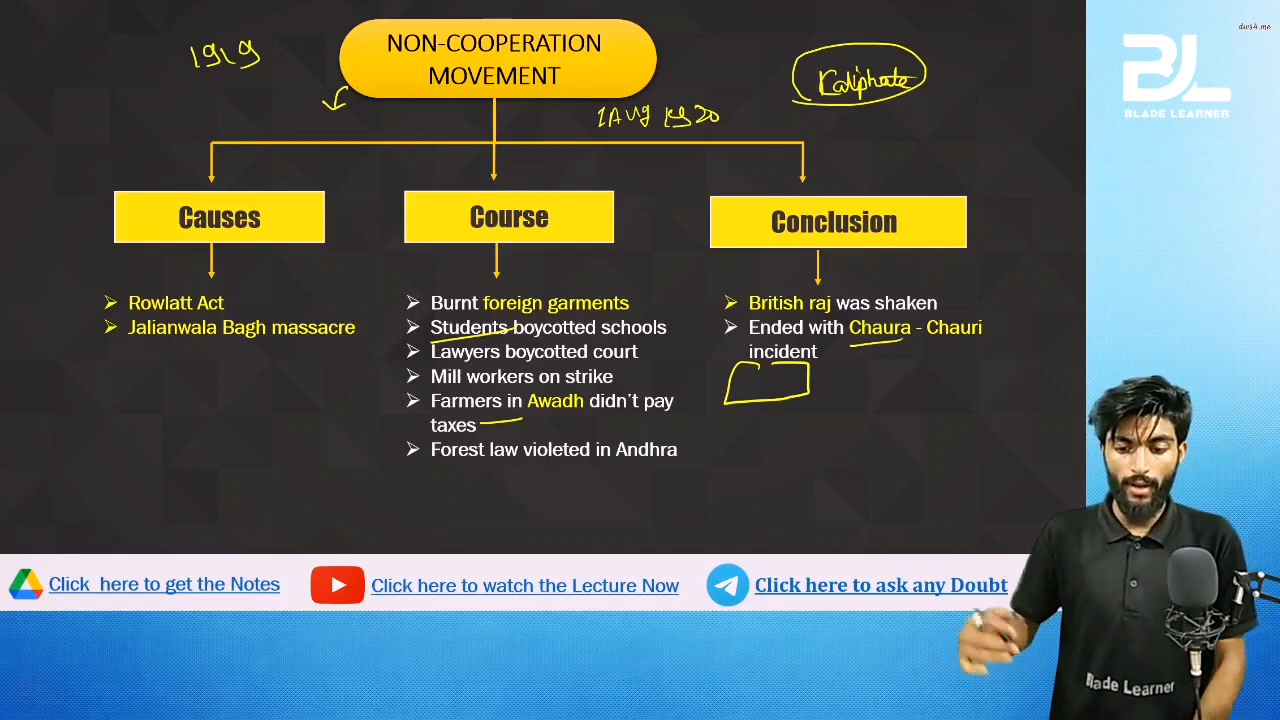 dws4.me
1919
NON-COOPERATION
MOVEMENT
Kaliphate
1 Aug 1920
BLADE LEARNER
Causes
Course
Conclusion
Rowlatt Act
Jalianwala Bagh massacre
Burnt foreign garments
Students boycotted schools
Lawyers boycotted court
Mill workers on strike
Farmers in Awadh didn't pay
taxes
Forest law violeted in Andhra
British raj was shaken
Ended with Chaura - Chauri
incident
Click here to get the Notes
Click here to watch the Lecture Now
Click here to ask any Doubt
Blade Learner